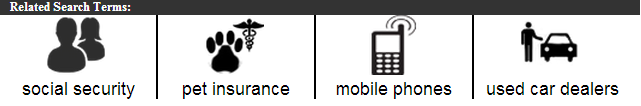 Related Search Terms:
social security
pet insurance
mobile phones
used car dealers